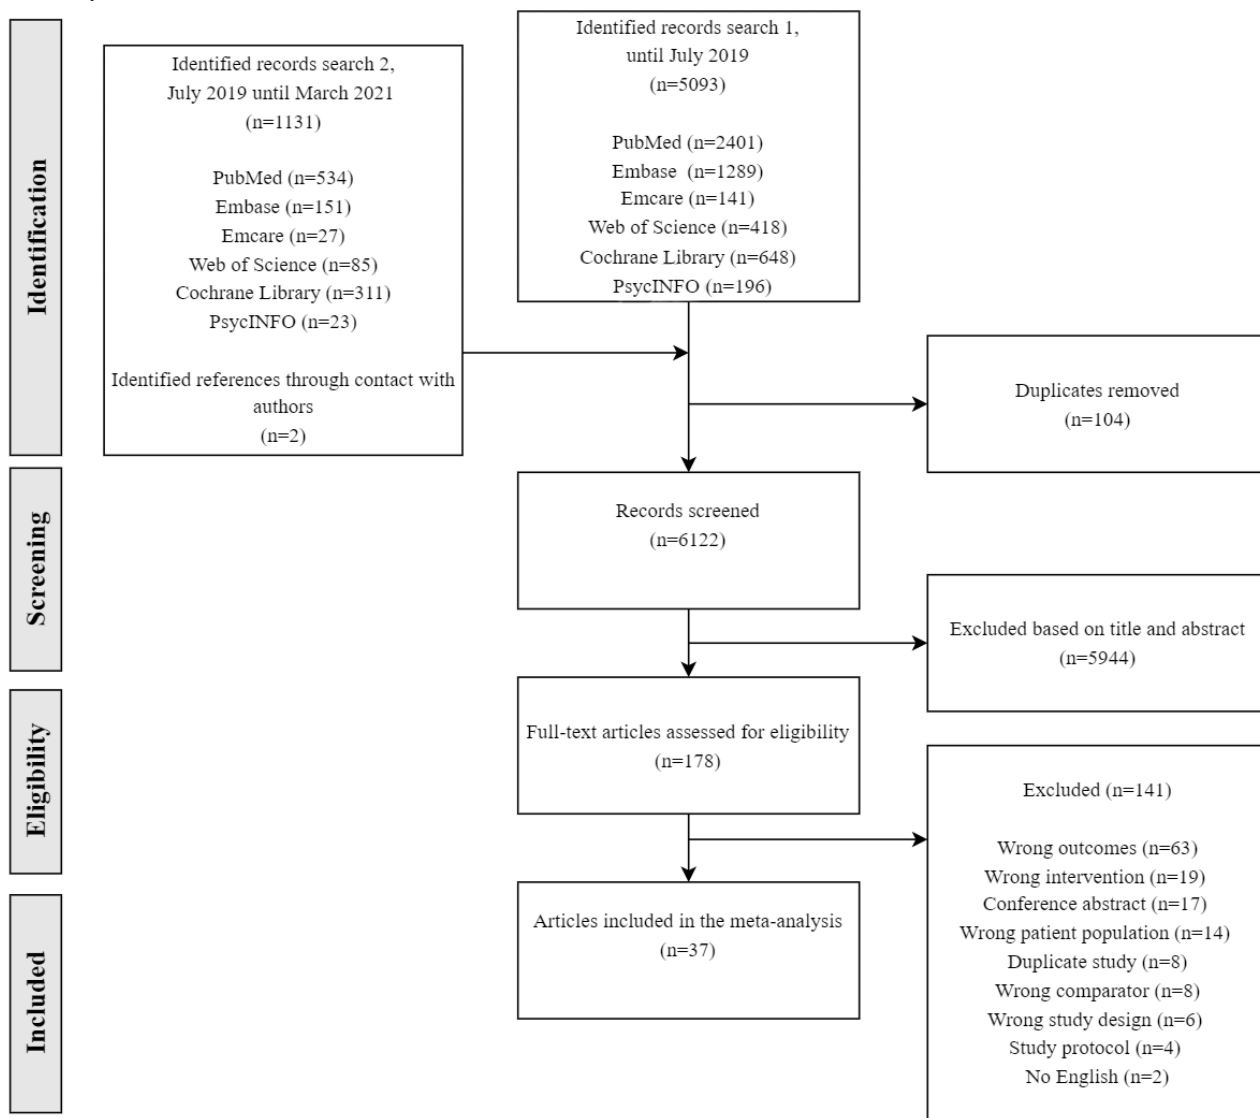 Identification
Identified records search 2,
July 2019 until March 2021
(n=1131)
PubMed (n=534)
Embase (n=151)
Emcare (n=27)
Web of Science (n=85)
Cochrane Library (n=311)
PsycINFO (n=23)
Identified references through contact with
authors
(n=2)
Identified records search 1,
until July 2019
(n=5093)
PubMed (n=2401)
Embase (n=1289)
Emcare (n=141)
Web of Science (n=418)
Cochrane Library (n=648)
PsycINFO (n=196)
Duplicates removed
(n=104)
Screening
Records screened
(n=6122)
Excluded based on title and abstract
(n=5944)
Eligibility
Full-text articles assessed for eligibility
(n=178)
Excluded (n=141)
Wrong outcomes (n=63)
Wrong intervention (n=19)
Conference abstract (n=17)
Wrong patient population (n=14)
Duplicate study (n=8)
Wrong comparator (n=8)
Wrong study design (n=6)
Study protocol (n=4)
No English (n=2)
Included
Articles included in the meta-analysis
(n=37)